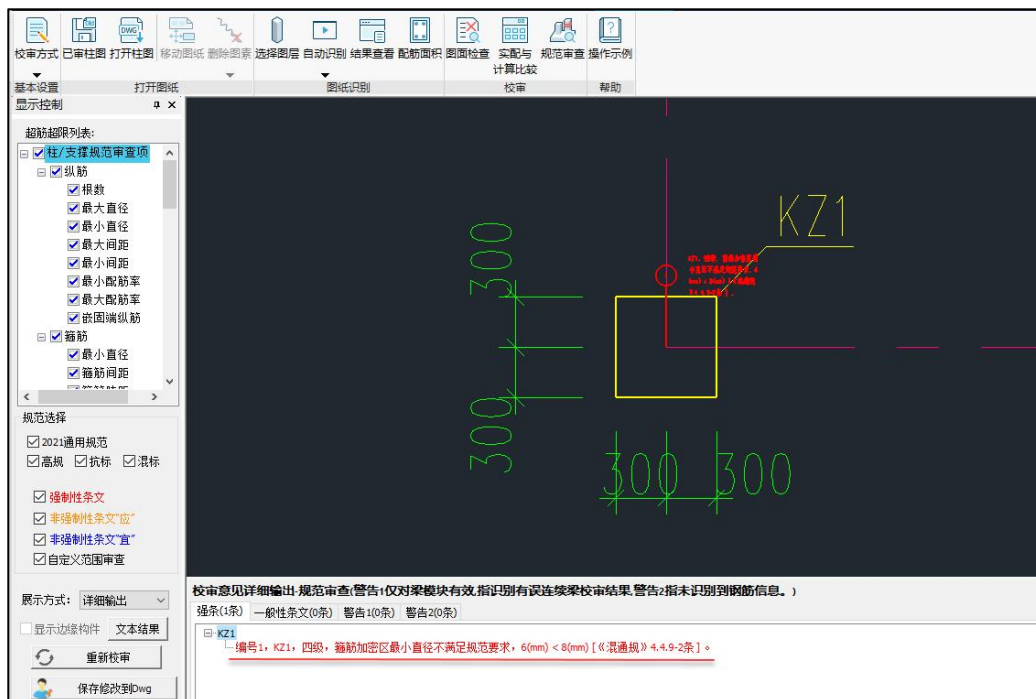 校审方式 已审柱图 打开柱图 移动图纸 删除图素 选择图层 自动识别 结果查看 配筋面积 图面检查 实配与计算比较 规范审查 操作示例
基本设置 打开图纸 图纸识别 校审 帮助
显示控制
超筋超限列表:
柱/支撑规范审查项
纵筋
根数
最大直径
最小直径
最大间距
最小间距
最小配筋率
最大配筋率
嵌固端纵筋
箍筋
最小直径
箍筋间距
规范选择
2021通用规范
高规 抗标 混标
强制性条文
非强制性条文"应"
非强制性条文"宜"
自定义范围审查
展示方式: 详细输出
显示边缘构件 文本结果
重新校审
保存修改到Dwg
KZ1
300
300
300 300
校审意见详细输出-规范审查(警告1仅对梁模块有效,指识别有误连续梁校审结果,警告2指未识别到钢筋信息。)
强条(1条) 一般性条文(0条) 警告1(0条) 警告2(0条)
KZ1
编号1, KZ1, 四级, 箍筋加密区最小直径不满足规范要求, 6(mm) < 8(mm) [《混通规》4.4.9-2条] 。